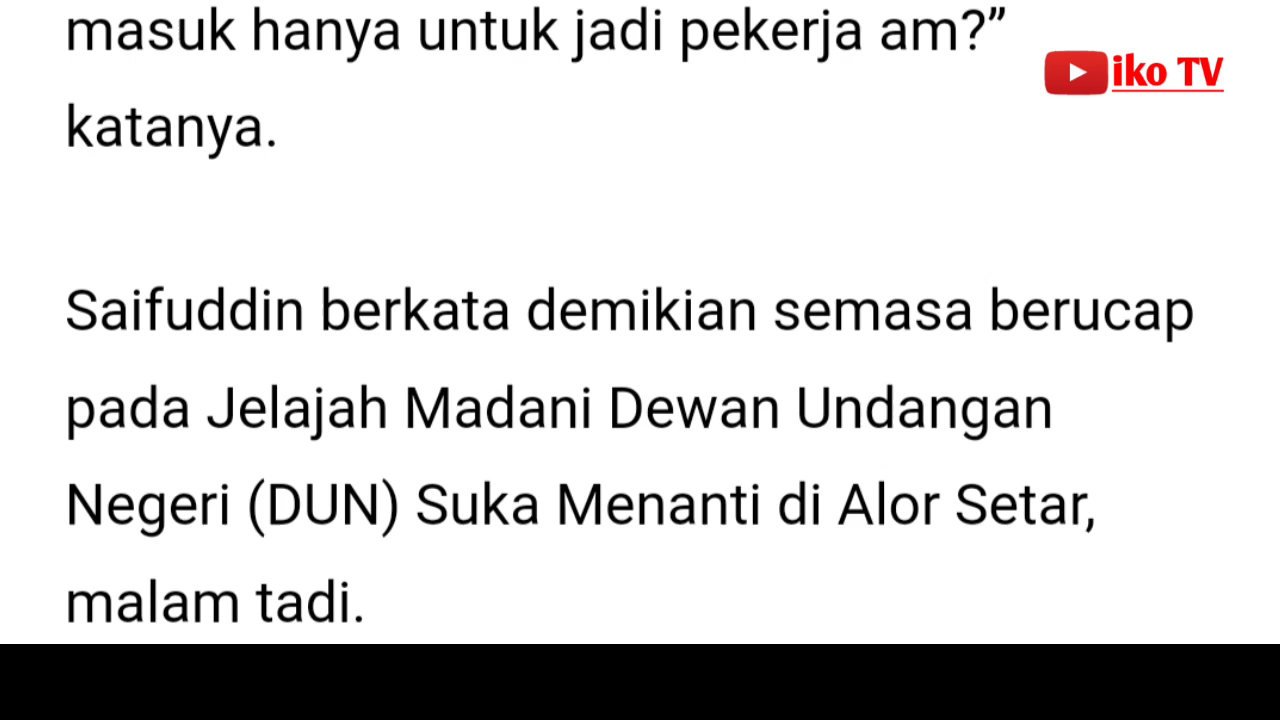 masuk hanya untuk jadi pekerja am?”
iko TV
katanya.
Saifuddin berkata demikian semasa berucap
pada Jelajah Madani Dewan Undangan
Negeri (DUN) Suka Menanti di Alor Setar,
malam tadi.